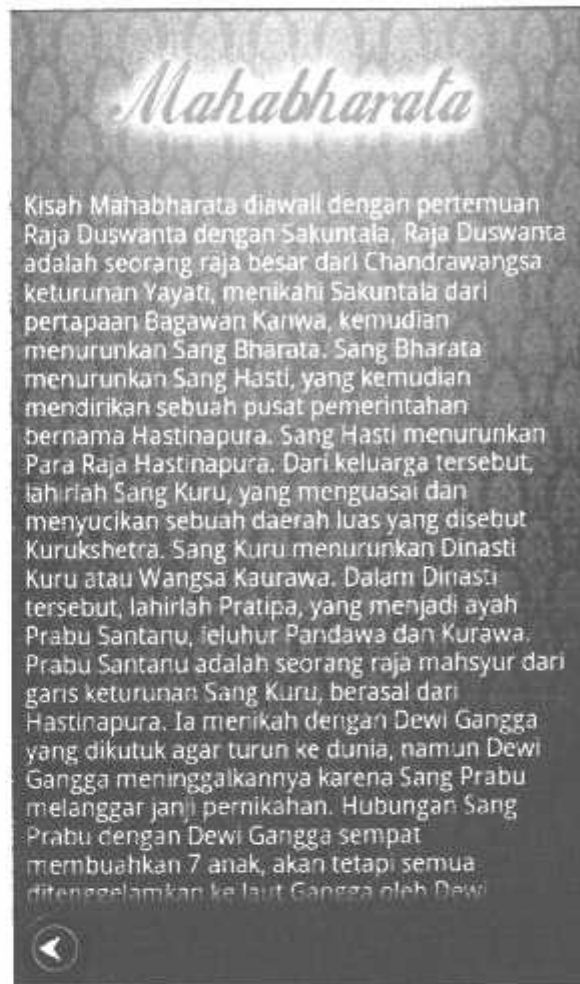 Mahabharata
Kisah Mahabharata diawali dengan pertemuan
Raja Duswanta dengan Sakuntala, Raja Duswanta
adalah seorang raja besar dari Chandrawangsa
keturunan Yayati, menikahi Sakuntala dari
pertapaan Bagawan Kanwa, kemudian
menurunkan Sang Bharata. Sang Bharata
menurunkan Sang Hasti, yang kemudian
mendirikan sebuah pusat pemerintahan
bernama Hastinapura. Sang Hasti menurunkan
Para Raja Hastinapura. Dari keluarga tersebut,
lahirlah Sang Kuru, yang menguasai dan
menyucikan sebuah daerah luas yang disebut
Kurukshetra. Sang Kuru menurunkan Dinasti
Kuru atau Wangsa Kaurawa. Dalam Dinasti
tersebut, lahirlah Pratipa, yang menjadi ayah
Prabu Santanu, leluhur Pandawa dan Kurawa.
Prabu Santanu adalah seorang raja mahsyur dari
garis keturunan Sang Kuru, berasal dari
Hastinapura. Ia menikah dengan Dewi Gangga
yang dikutuk agar turun ke dunia, namun Dewi
Gangga meninggalkannya karena Sang Prabu
melanggar janji pernikahan. Hubungan Sang
Prabu dengan Dewi Gangga sempat
membuahkan 7 anak, akan tetapi semua
ditenggelamkan ke laut Gangga oleh Dewi